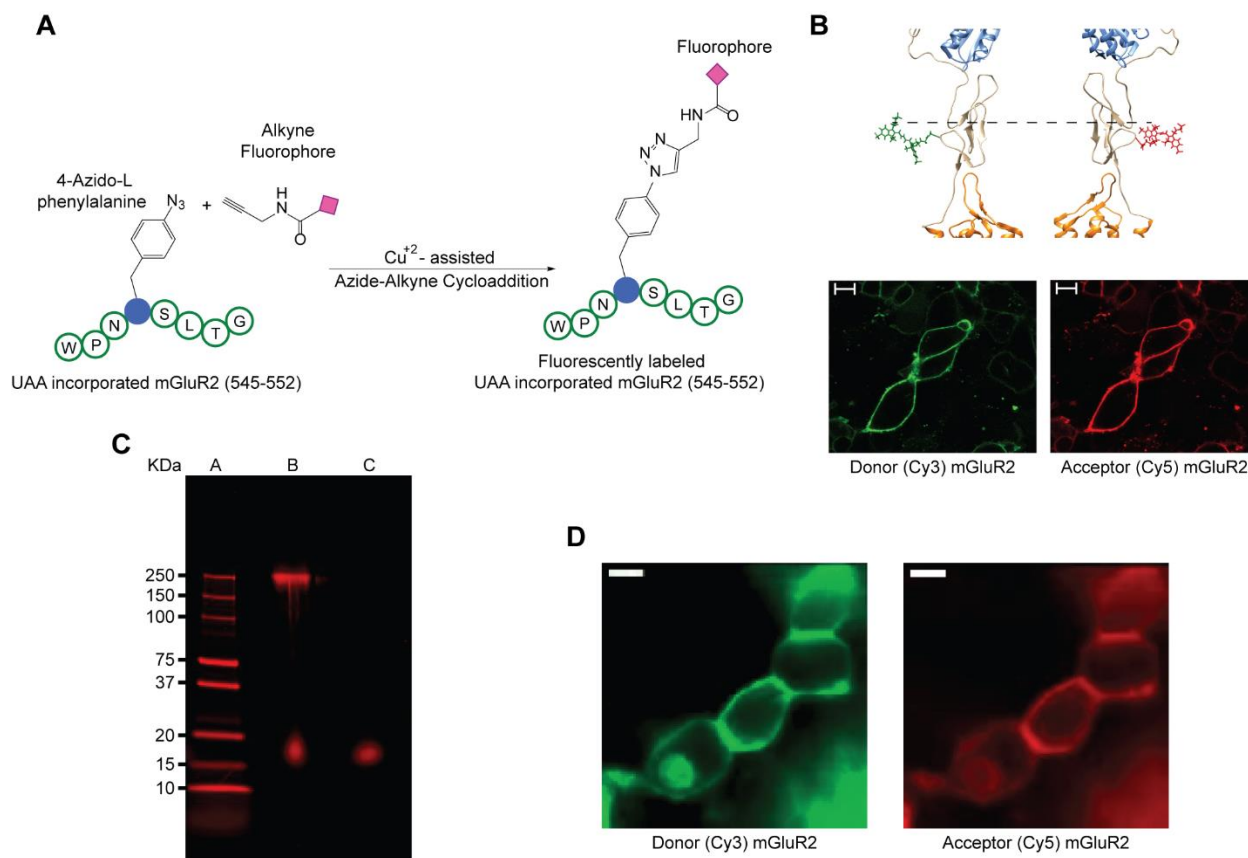 A
4-Azido-L
phenylalanine
N3
+
Alkyne
Fluorophore
H
N
O
W P N S L T G
UAA incorporated mGluR2 (545-552)
Cu+2- assisted
Azide-Alkyne Cycloaddition
Fluorophore
HN
O
N
N
N
W P N S L T G
Fluorescently labeled
UAA incorporated mGluR2 (545-552)
B
Donor (Cy3) mGluR2
Acceptor (Cy5) mGluR2
C
KDa A B C
250
150
100
75
37
20
15
10
D
Donor (Cy3) mGluR2
Acceptor (Cy5) mGluR2